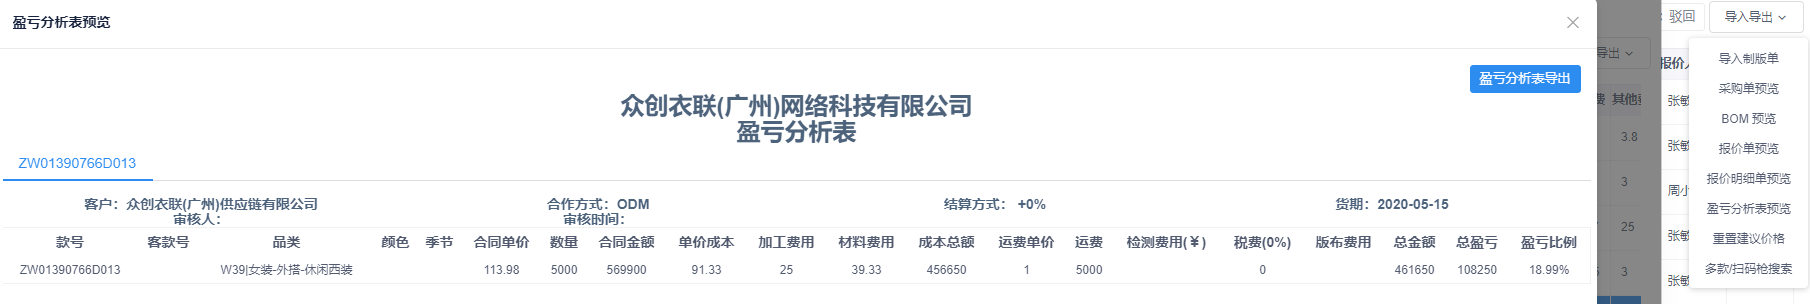 盈亏分析表预览
盈亏分析表导出
众创衣联(广州)网络科技有限公司
盈亏分析表
ZW01390766D013
客户：众创衣联(广州)供应链有限公司 合作方式：ODM 结算方式： +0% 货期：2020-05-15
审核人： 审核时间：
款号 客款号 品类 颜色 季节 合同单价 数量 合同金额 单价成本 加工费用 材料费用 成本总额 运费单价 运费 检测费用(￥) 税费(0%) 版布费用 总金额 总盈亏 盈亏比例
ZW01390766D013 W39|女装-外搭-休闲西装 113.98 5000 569900 91.33 25 39.33 456650 1 5000 0 461650 108250 18.99%
导出
费 其他
3.8
3
25
3
驳回 导入导出
报价
张敏
张敏
周小
张敏
张敏
导入制版单
采购单预览
BOM 预览
报价单预览
报价明细单预览
盈亏分析表预览
重置建议价格
多款/扫码枪搜索